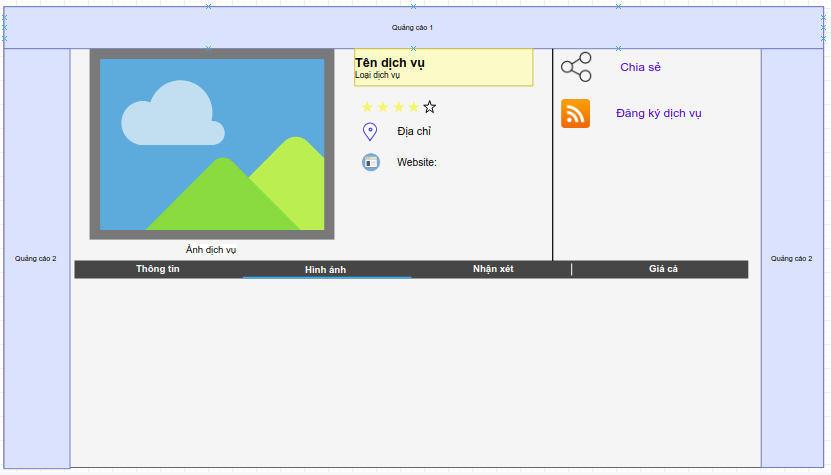 Quảng cáo 1
Tên dịch vụ
Loại dịch vụ
Chia sẻ
Đăng ký dịch vụ
Địa chỉ
Website:
Quảng cáo 2
Ảnh dịch vụ
Quảng cáo 2
Thông tin
Hình ảnh
Nhận xét
Giá cả